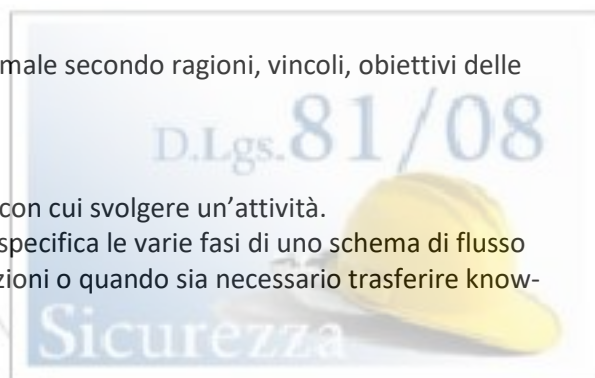 male secondo ragioni, vincoli, obiettivi delle
D.Lgs.81/08
con cui svolgere un’attività.
specifica le varie fasi di uno schema di flusso
zioni o quando sia necessario trasferire know-
Sicurezza